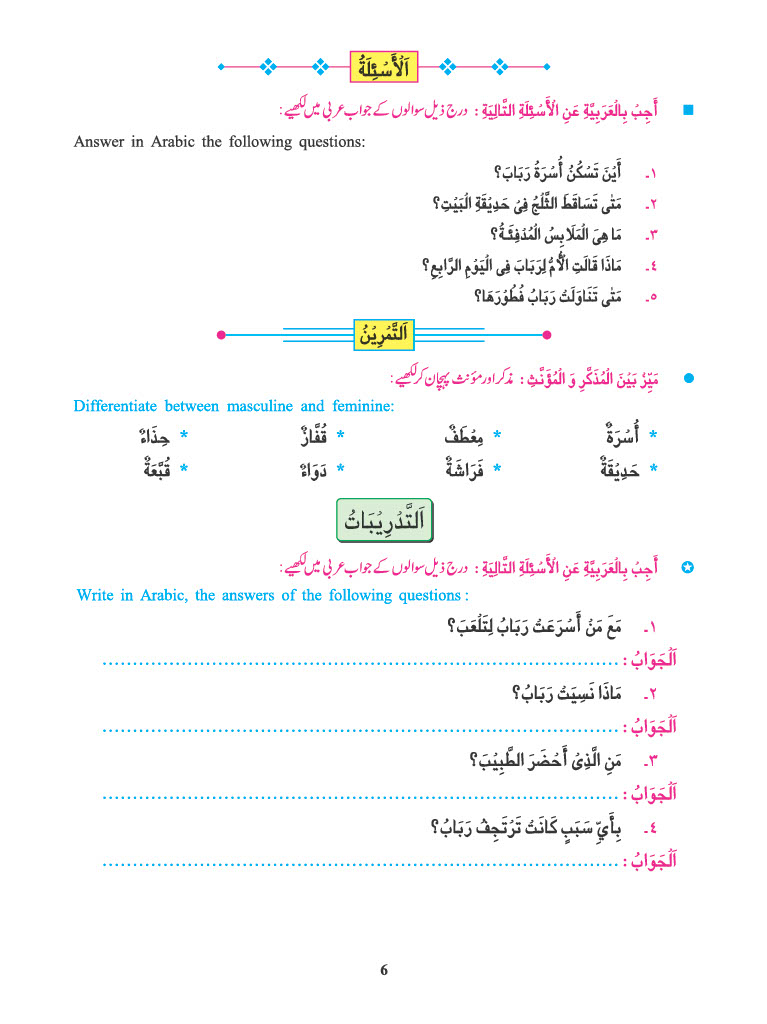 اَلْأَسْئِلَةُ
أَجِبْ بِالْعَرَبِيَّةِ عَنِ الْأَسْئِلَةِ التَّالِيَةِ : درج ذیل سوالوں کے جواب عربی میں لکھیے :
Answer in Arabic the following questions:
١۔ أَيْنَ تَسْكُنُ أُسْرَةُ رَبَابَ؟
٢۔ مَتٰى تَسَاقَطَ الثَّلْجُ فِىْ حَدِيْقَةِ الْبَيْتِ؟
٣۔ مَا هِىَ الْمَلَابِسُ الْمُدْفِئَةُ؟
٤۔ مَاذَا قَالَتِ الْأُمُّ لِرَبَابَ فِى الْيَوْمِ الرَّابِعِ؟
٥۔ مَتٰى تَنَاوَلَتْ رَبَابُ فُطُوْرَهَا؟
اَلتَّمْرِيْنُ
مَيِّزْ بَيْنَ الْمُذَكَّرِ وَ الْمُؤَنَّثِ : مذکر اور مؤنث پہچان کر لکھیے :
Differentiate between masculine and feminine:
* أُسْرَةٌ * مِعْطَفٌ * قُفَّازٌ * حِذَاءٌ
* حَدِيْقَةٌ * فَرَاشَةٌ * دَوَاءٌ * قُبَّعَةٌ
اَلتَّدْرِيْبَاتُ
أَجِبْ بِالْعَرَبِيَّةِ عَنِ الْأَسْئِلَةِ التَّالِيَةِ : درج ذیل سوالوں کے جواب عربی میں لکھیے :
Write in Arabic, the answers of the following questions :
١۔ مَعَ مَنْ أَسْرَعَتْ رَبَابُ لِتَلْعَبَ؟
اَلْجَوَابُ : ......................................................................................
٢۔ مَاذَا نَسِيَتْ رَبَابُ؟
اَلْجَوَابُ : ......................................................................................
٣۔ مَنِ الَّذِىْ أَحْضَرَ الطَّبِيْبَ؟
اَلْجَوَابُ : ......................................................................................
٤۔ بِأَيِّ سَبَبٍ كَانَتْ تَرْتَجِفُ رَبَابُ؟
اَلْجَوَابُ : ......................................................................................
6